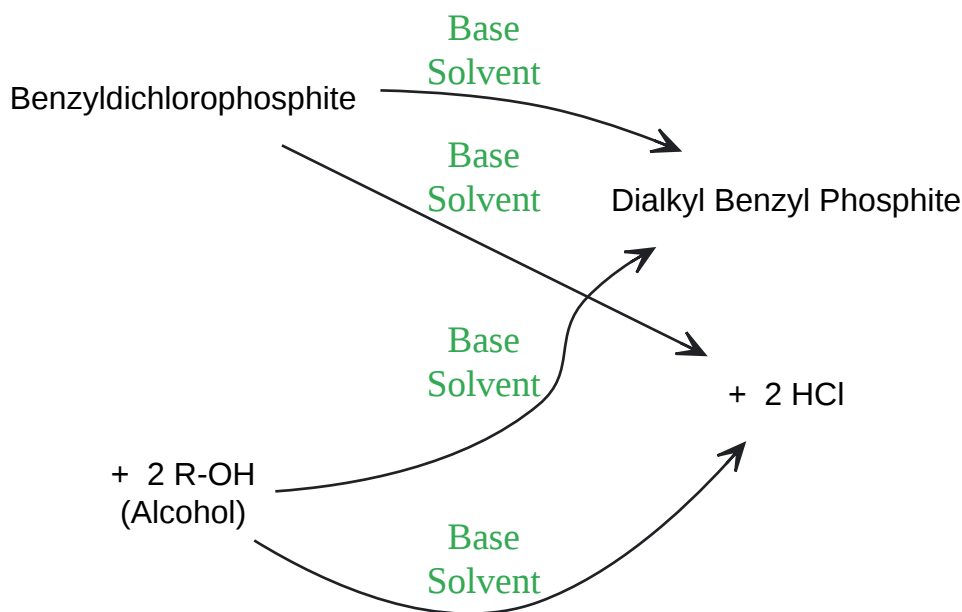 Base
Solvent
Benzyldichlorophosphite
Base
Solvent
Dialkyl Benzyl Phosphite
Base
Solvent
+ 2 HCl
+ 2 R-OH
(Alcohol)
Base
Solvent